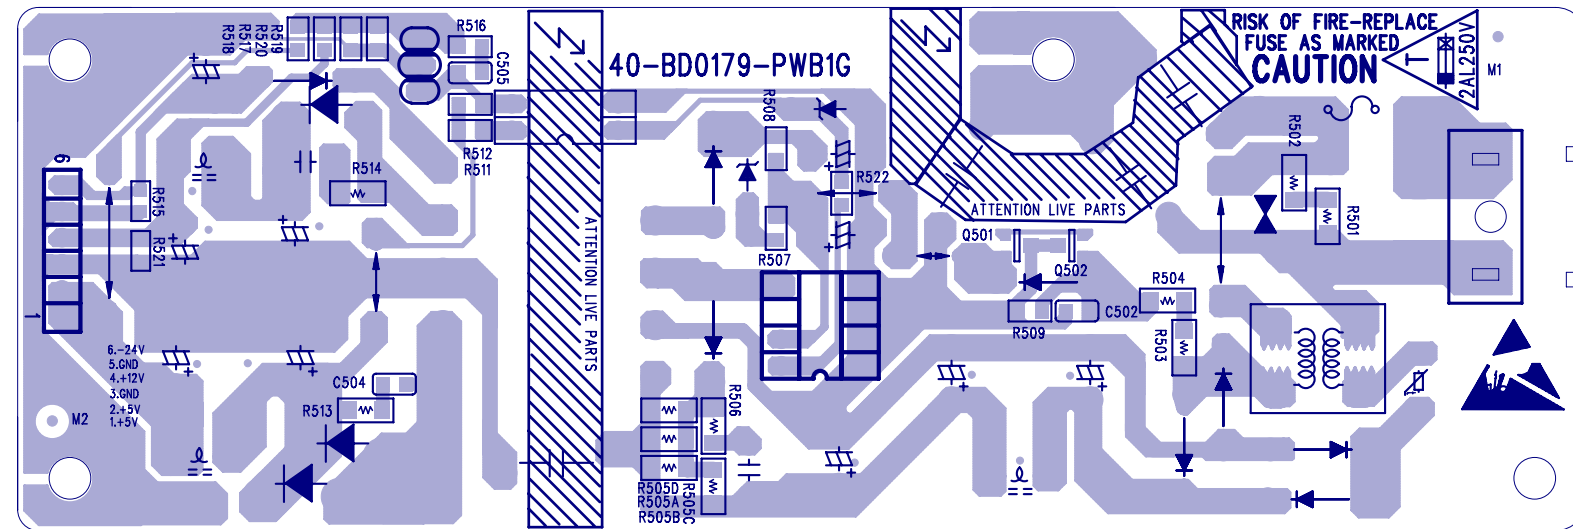 R519
R520
R517
R518
R516
C505
40-BD0179-PWB1G
RISK OF FIRE-REPLACE
FUSE AS MARKED
CAUTION
2AL250V
M1
R508
R512
R511
R514
R515
R521
R522
R502
R501
6
1
ATTENTION LIVE PARTS
ATTENTION LIVE PARTS
Q501
Q502
R507
R504
R509
C502
R503
6.-24V
5.GND
4.+12V
3.GND
2.+5V
1.+5V
C504
R513
M2
R506
R505D
R505A
R505B
R505C